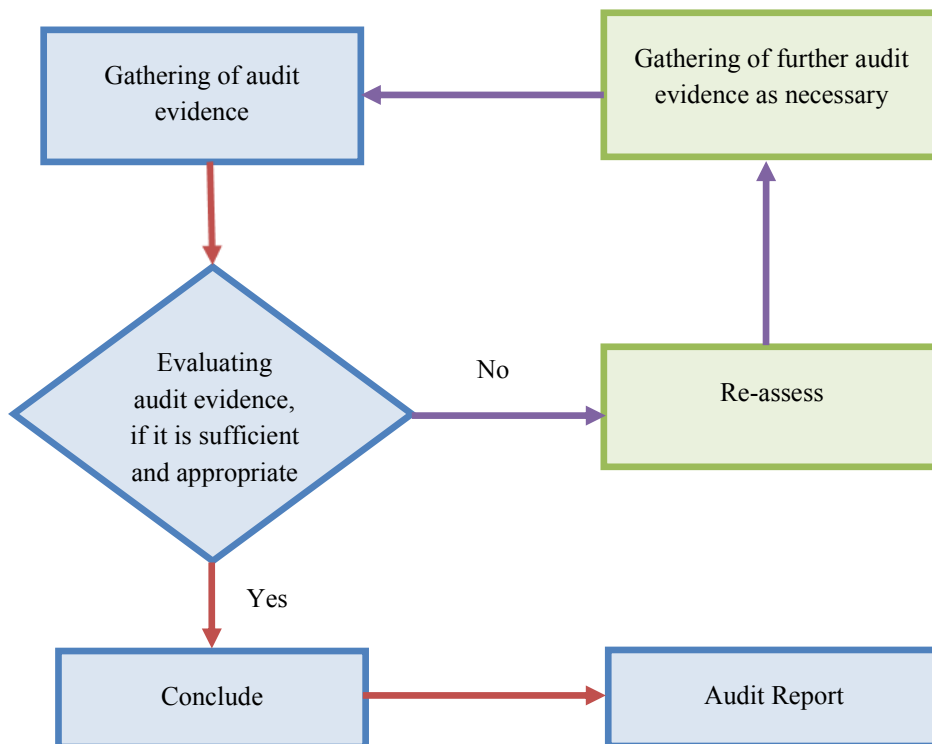 Gathering of audit
evidence
Gathering of further audit
evidence as necessary
Evaluating
audit evidence,
if it is sufficient
and appropriate
No
Re-assess
Yes
Conclude
Audit Report